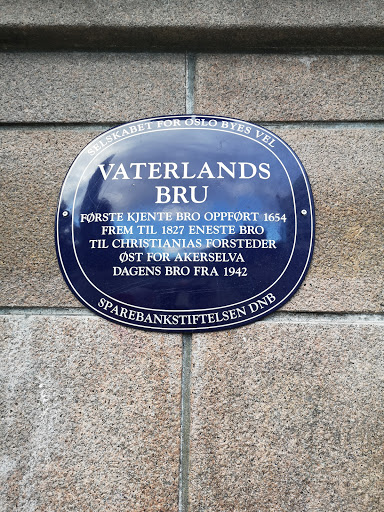 SELSKABET FOR OSLO BYES VEL
VATERLANDS
BRU
FØRSTE KJENTE BRO OPPFØRT 1654
FREM TIL 1827 ENESTE BRO
TIL CHRISTIANIAS FORSTEDER
ØST FOR AKERSELVA
DAGENS BRO FRA 1942
SPAREBANKSTIFTELSEN DNB